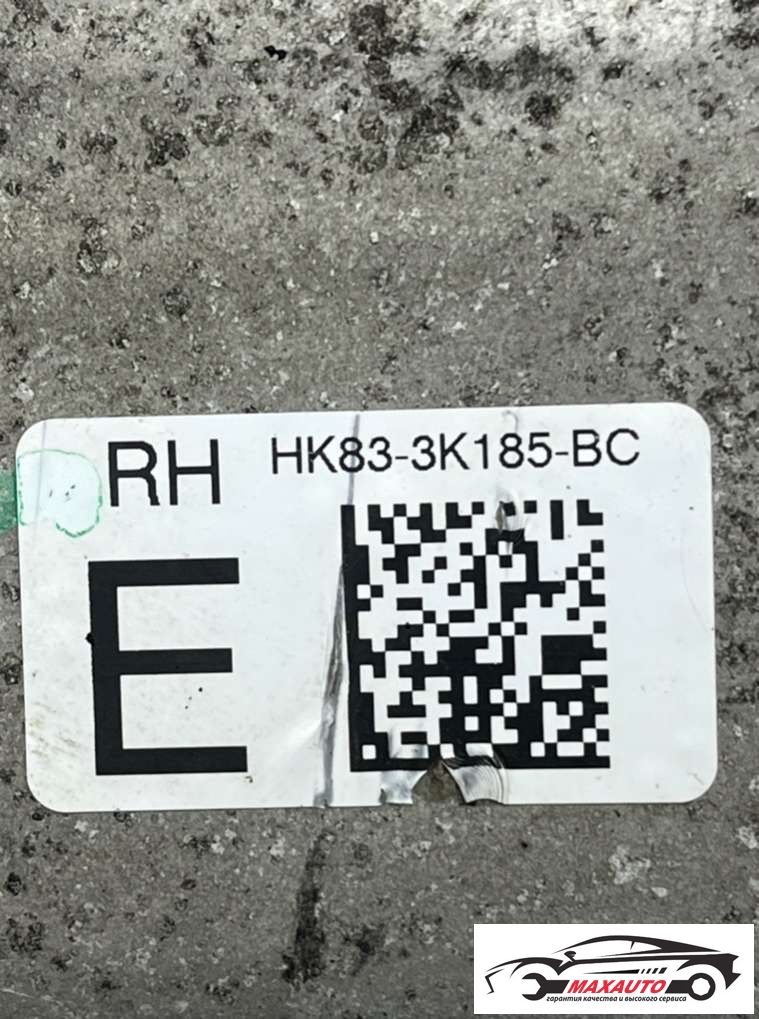 RH HK83-3K185-BC
E
MAXAUTO
гарантия качества и высокого сервиса